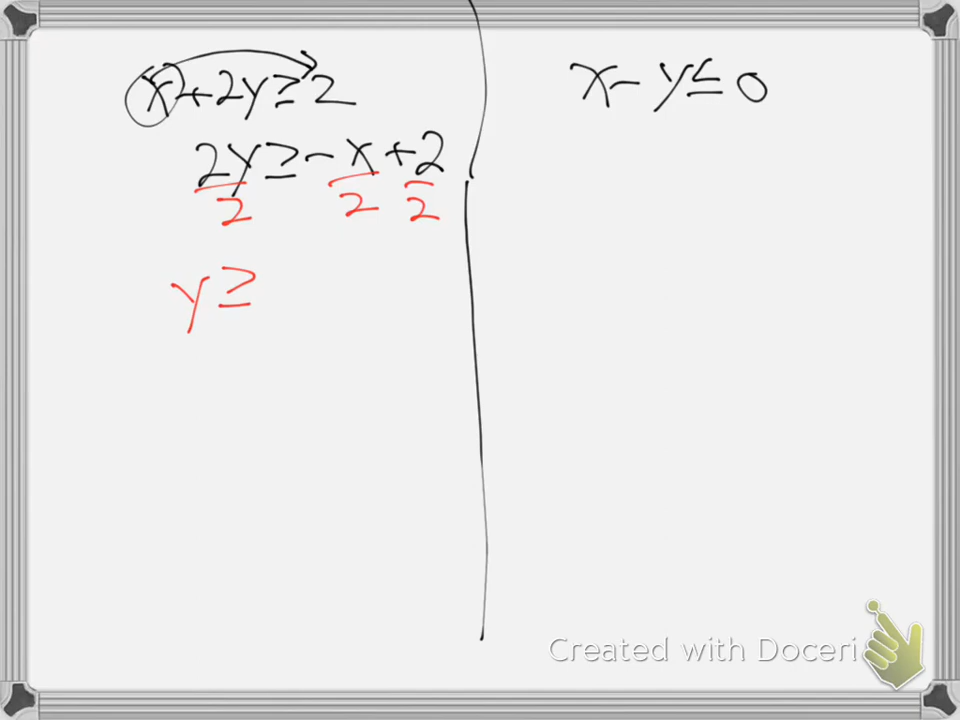 x + 2y ≥ 2
2y ≥ - x + 2
2 2 2
y ≥
x - y ≤ 0
Created with Doceri